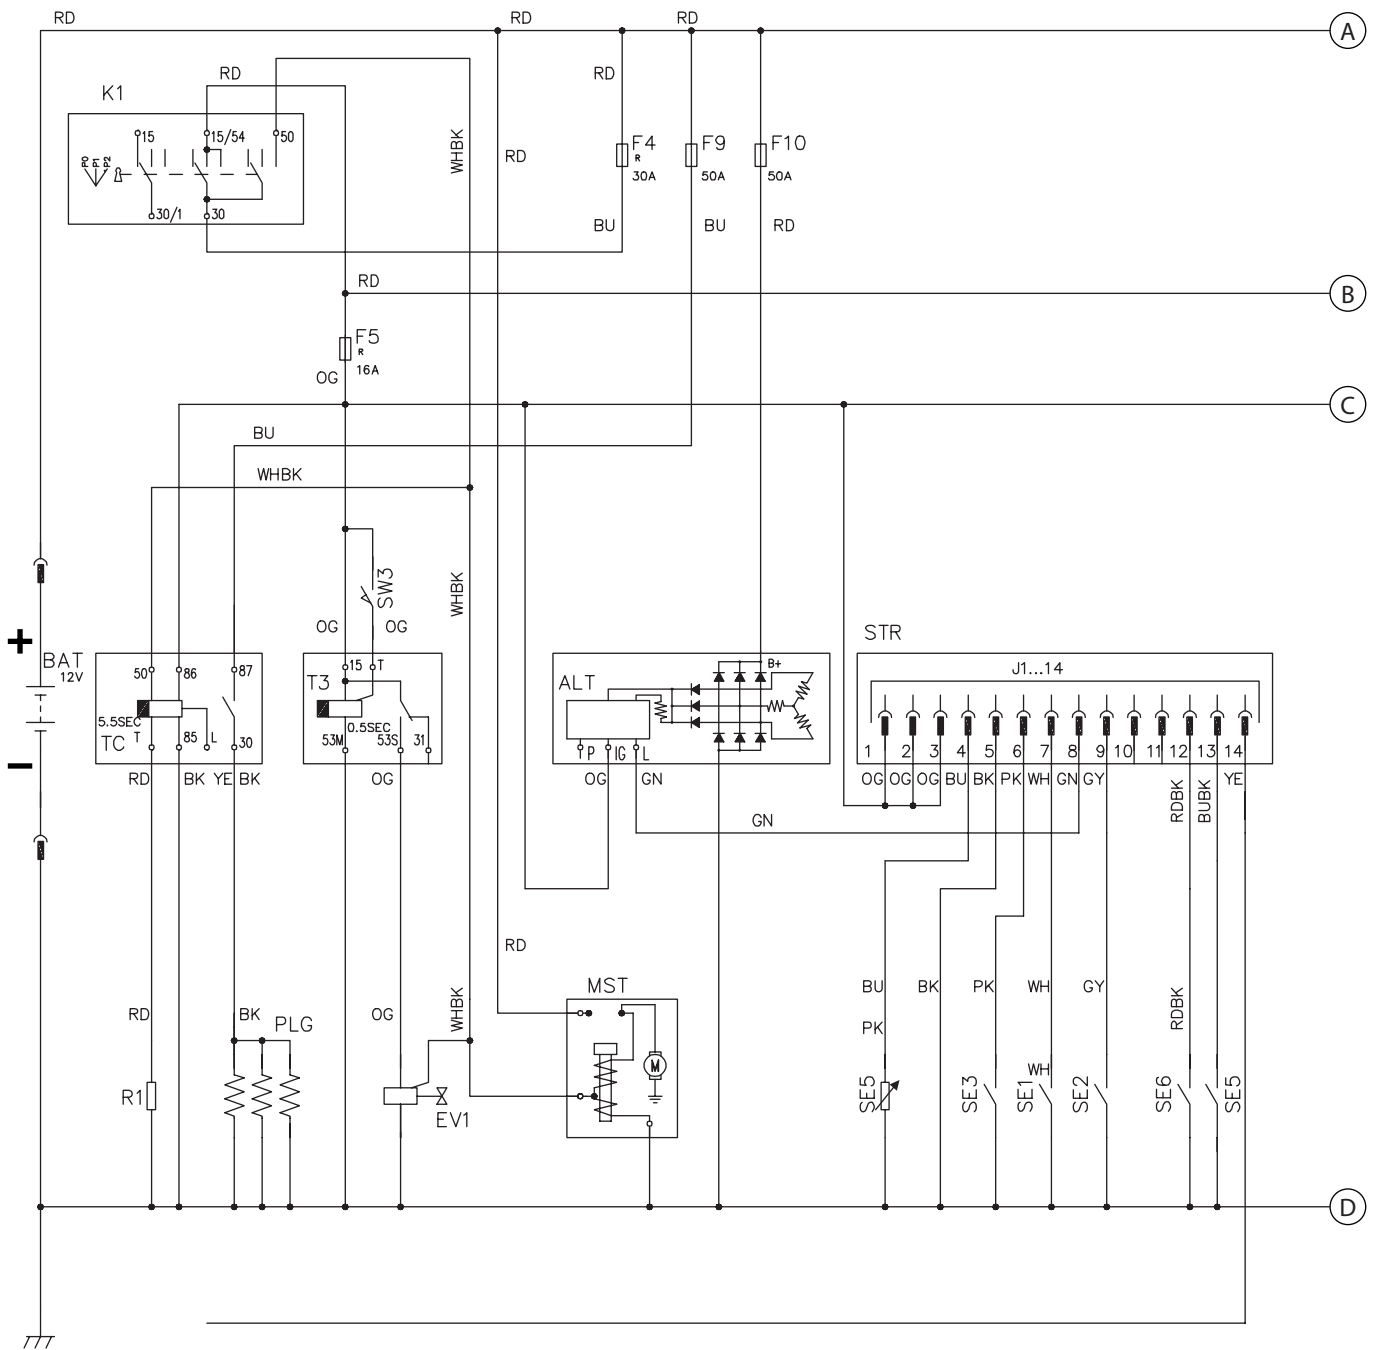 RD RD RD
A
RD RD
K1
15 15/54 50
F4 F9 F10
R
WHBK RD
P0 P1 P2
30A 50A 50A
30/1 30
BU BU RD
RD
B
F5
R
16A
OG
C
BU
WHBK
SW3
WHBK
+
OG OG
STR
BAT
12V
50 86 87
15 T
B+
J1...14
T3
ALT
5.5SEC
0.5SEC
TC T 85 L 30
53M 53S 31
P IG L
1 2 3 4 5 6 7 8 9 10 11 12 13 14
−
RD BK YE BK
OG
OG GN
OG OG OG BU BK PK WH GN GY RDBK BUBK YE
GN
RD
MST
BU BK PK WH GY
RD BK PLG OG WHBK
RDBK
PK
M
WH
R1
EV1
SE5 SE3 SE1 SE2 SE6 SE5
D